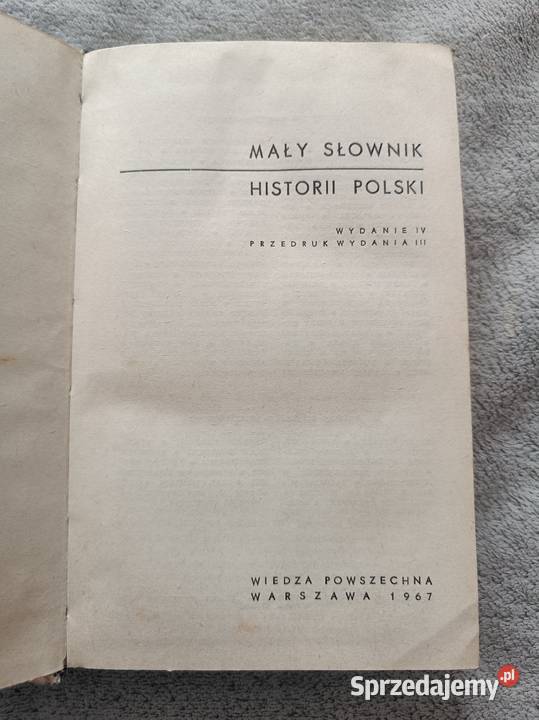 MAŁY SŁOWNIK
HISTORII POLSKI
WYDANIE IV
PRZEDRUK WYDANIA III
WIEDZA POWSZECHNA
WARSZAWA 1967
Sprzedajemy.pl